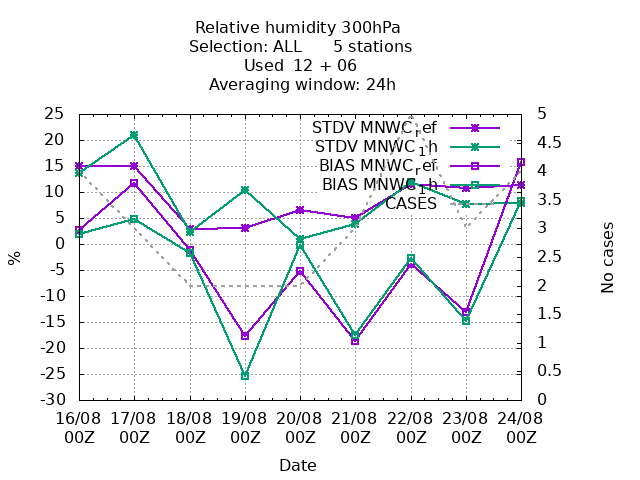 Relative humidity 300hPa
Selection: ALL 5 stations
Used 12 + 06
Averaging window: 24h
STDV MNWC_ref
STDV MNWC_1h
BIAS MNWC_ref
BIAS MNWC_1h
CASES
25
20
15
10
5
0
-5
-10
-15
-20
-25
-30
%
5
4.5
4
3.5
3
2.5
2
1.5
1
0.5
0
No cases
16/08 17/08 18/08 19/08 20/08 21/08 22/08 23/08 24/08
00Z 00Z 00Z 00Z 00Z 00Z 00Z 00Z 00Z
Date